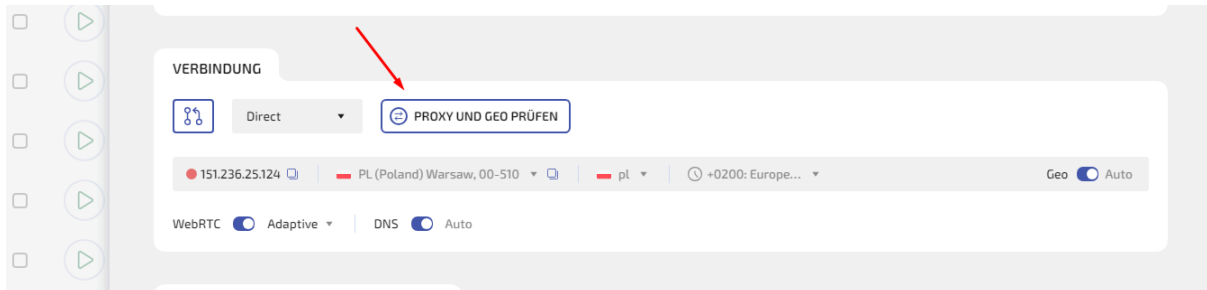 VERBINDUNG
Direct PROXY UND GEO PRÜFEN
151.236.25.124 PL (Poland) Warsaw, 00-510 pl +0200: Europe... Geo Auto
WebRTC Adaptive DNS Auto